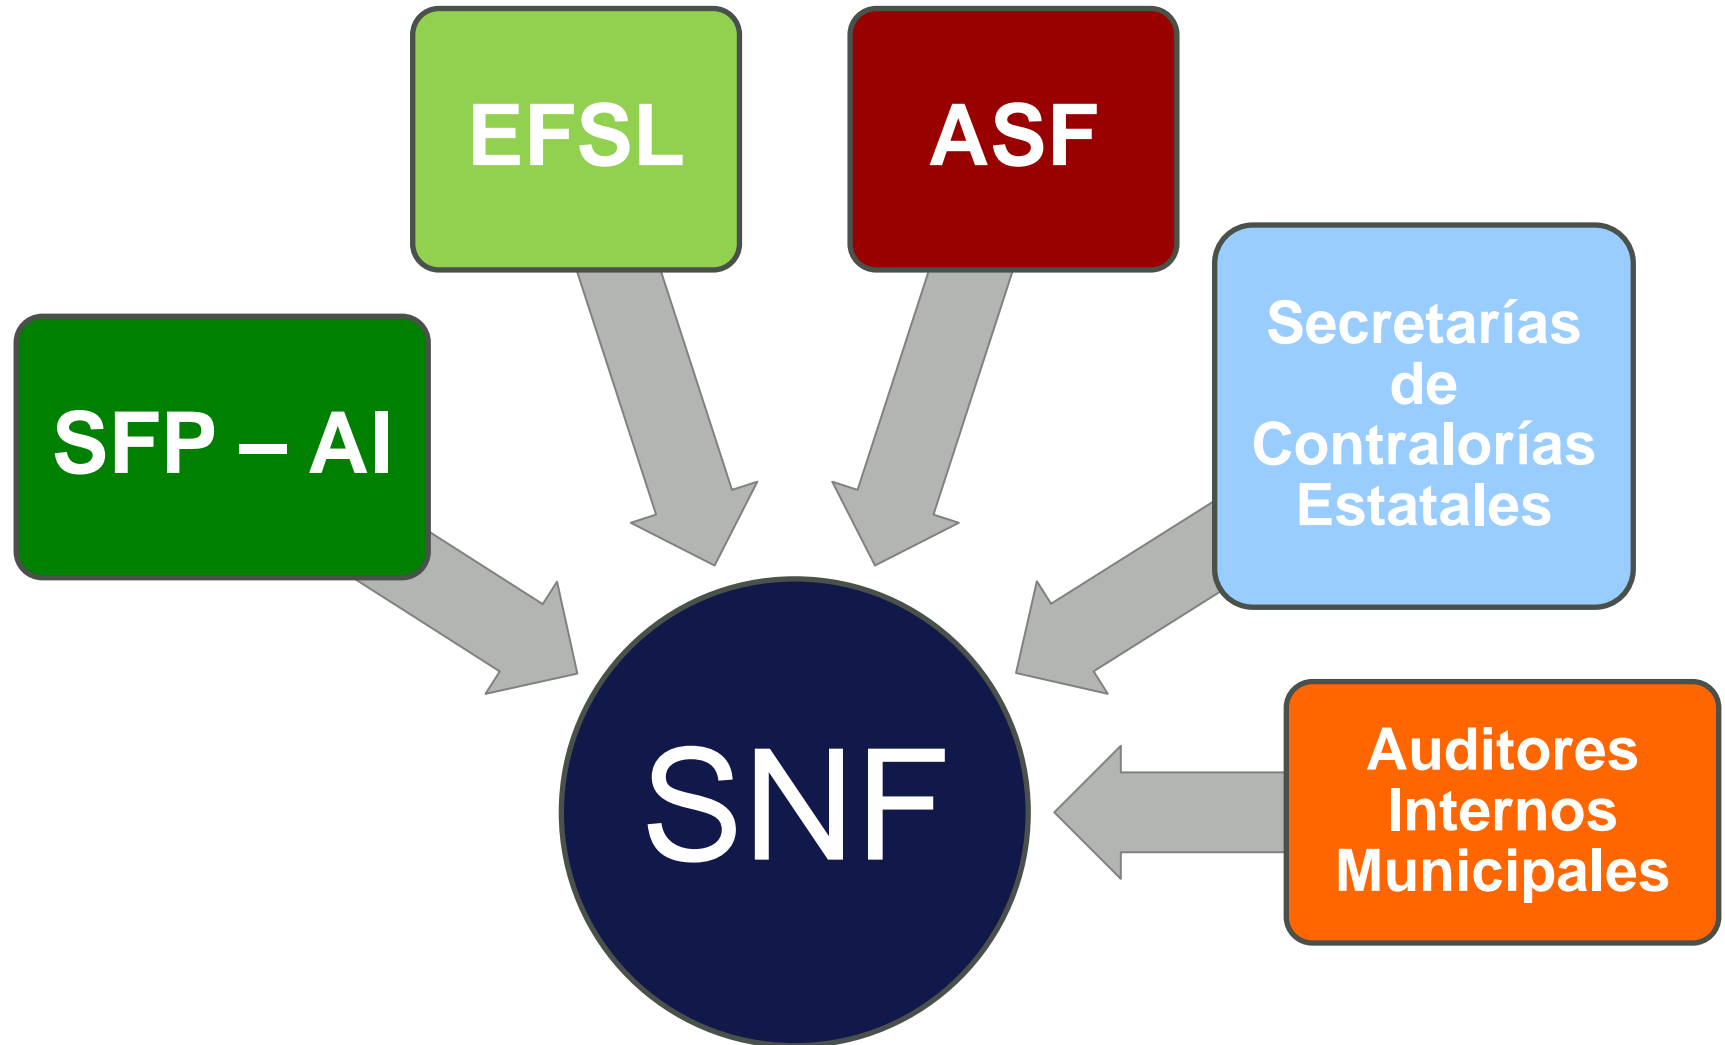 EFSL
ASF
SFP – AI
Secretarías
de
Contralorías
Estatales
SNF
Auditores
Internos
Municipales